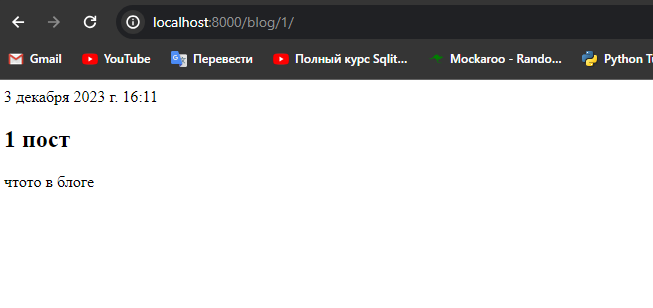 localhost:8000/blog/1/
Gmail YouTube Перевести Полный курс Sqlit... Mockaroo - Rando... Python Tu
3 декабря 2023 г. 16:11
1 пост
чтото в блоге